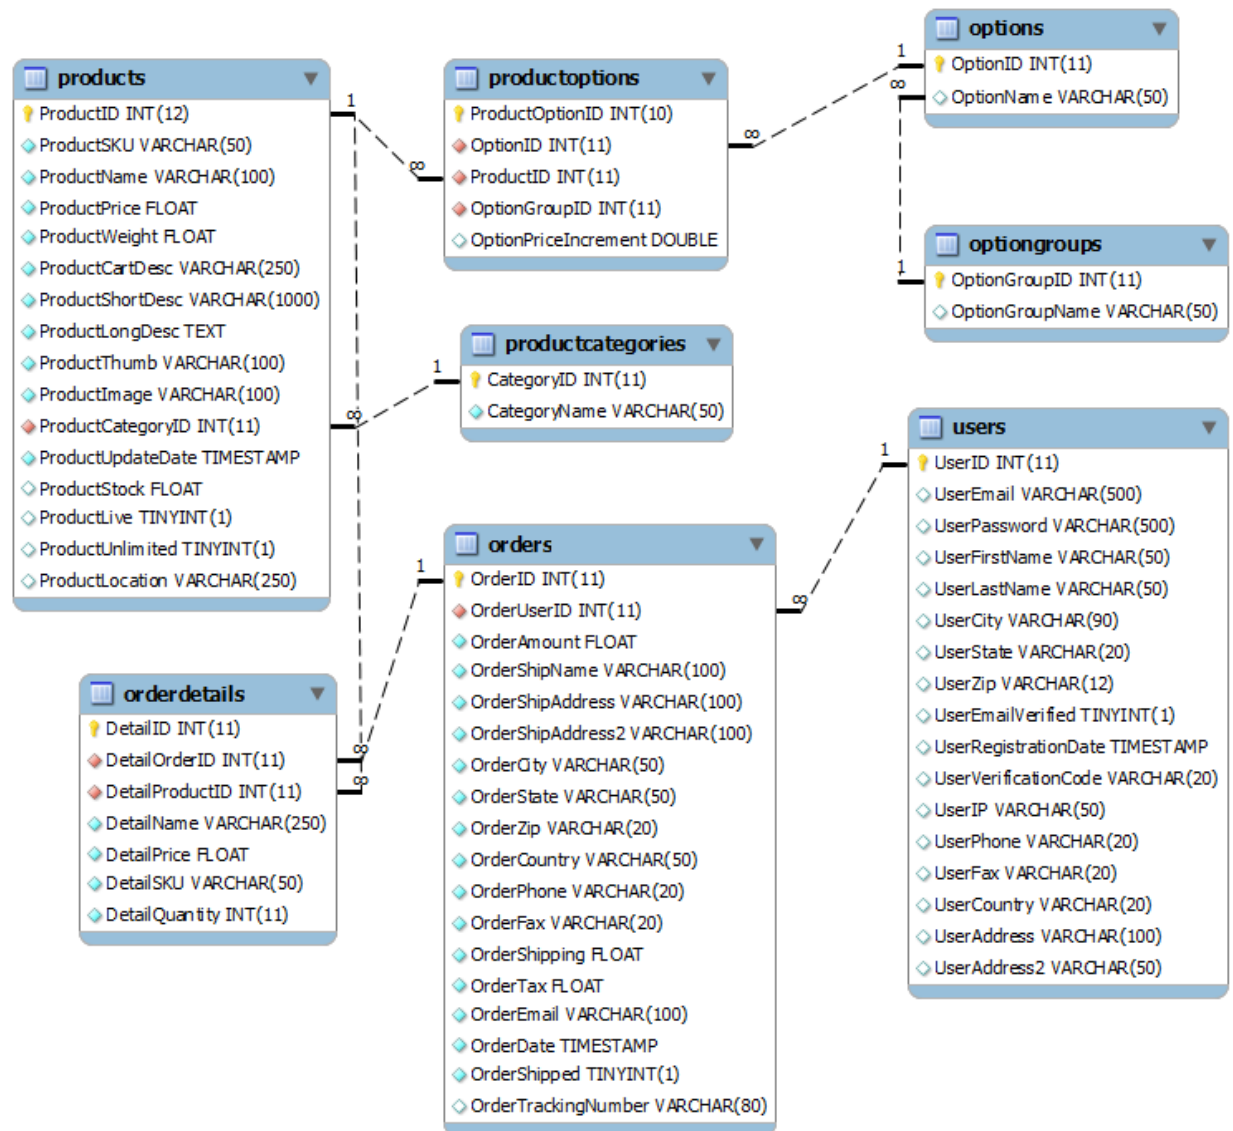 products
ProductID INT(12)
ProductSKU VARCHAR(50)
ProductName VARCHAR(100)
ProductPrice FLOAT
ProductWeight FLOAT
ProductCartDesc VARCHAR(250)
ProductShortDesc VARCHAR(1000)
ProductLongDesc TEXT
ProductThumb VARCHAR(100)
ProductImage VARCHAR(100)
ProductCategoryID INT(11)
ProductUpdateDate TIMESTAMP
ProductStock FLOAT
ProductLive TINYINT(1)
ProductUnlimited TINYINT(1)
ProductLocation VARCHAR(250)
1
∞
∞
productoptions
ProductOptionID INT(10)
OptionID INT(11)
ProductID INT(11)
OptionGroupID INT(11)
OptionPriceIncrement DOUBLE
∞
1
∞
options
OptionID INT(11)
OptionName VARCHAR(50)
1
optiongroups
OptionGroupID INT(11)
OptionGroupName VARCHAR(50)
1
productcategories
CategoryID INT(11)
CategoryName VARCHAR(50)
orderdetails
DetailID INT(11)
DetailOrderID INT(11)
DetailProductID INT(11)
DetailName VARCHAR(250)
DetailPrice FLOAT
DetailSKU VARCHAR(50)
DetailQuantity INT(11)
∞
∞
1
orders
OrderID INT(11)
OrderUserID INT(11)
OrderAmount FLOAT
OrderShipName VARCHAR(100)
OrderShipAddress VARCHAR(100)
OrderShipAddress2 VARCHAR(100)
OrderCity VARCHAR(50)
OrderState VARCHAR(50)
OrderZip VARCHAR(20)
OrderCountry VARCHAR(50)
OrderPhone VARCHAR(20)
OrderFax VARCHAR(20)
OrderShipping FLOAT
OrderTax FLOAT
OrderEmail VARCHAR(100)
OrderDate TIMESTAMP
OrderShipped TINYINT(1)
OrderTrackingNumber VARCHAR(80)
∞
1
users
UserID INT(11)
UserEmail VARCHAR(500)
UserPassword VARCHAR(500)
UserFirstName VARCHAR(50)
UserLastName VARCHAR(50)
UserCity VARCHAR(90)
UserState VARCHAR(20)
UserZip VARCHAR(12)
UserEmailVerified TINYINT(1)
UserRegistrationDate TIMESTAMP
UserVerificationCode VARCHAR(20)
UserIP VARCHAR(50)
UserPhone VARCHAR(20)
UserFax VARCHAR(20)
UserCountry VARCHAR(20)
UserAddress VARCHAR(100)
UserAddress2 VARCHAR(50)